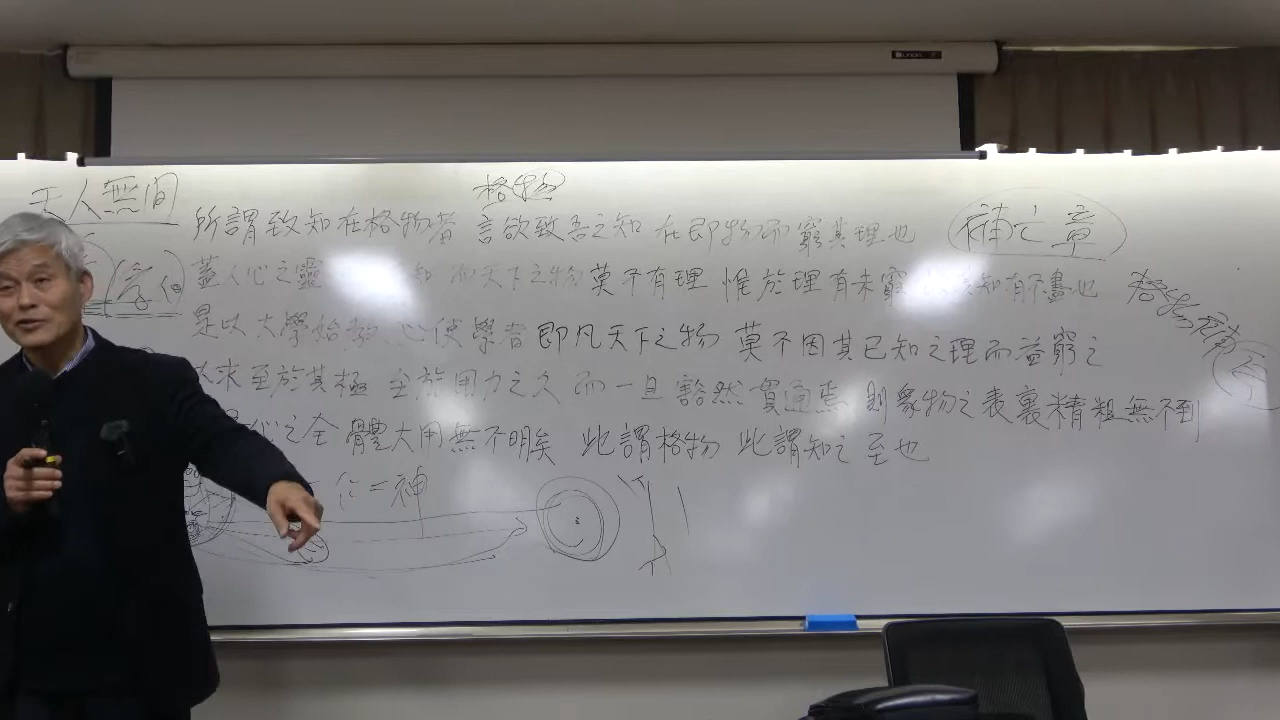 天人無間
格物
所謂致知在格物者 言欲致吾之知 在即物而窮其理也
補亡章
蓋人心之靈 知 而天下之物 莫不有理 惟於理有未窮 知有不盡也
是以大學始教 必使學者 即凡天下之物 莫不因其已知之理而益窮之
求至於其極 至於用力之久 而一旦豁然貫通焉 則眾物之表裏精粗無不到
心之全體大用無不明矣 此謂格物 此謂知之至也
仁 神